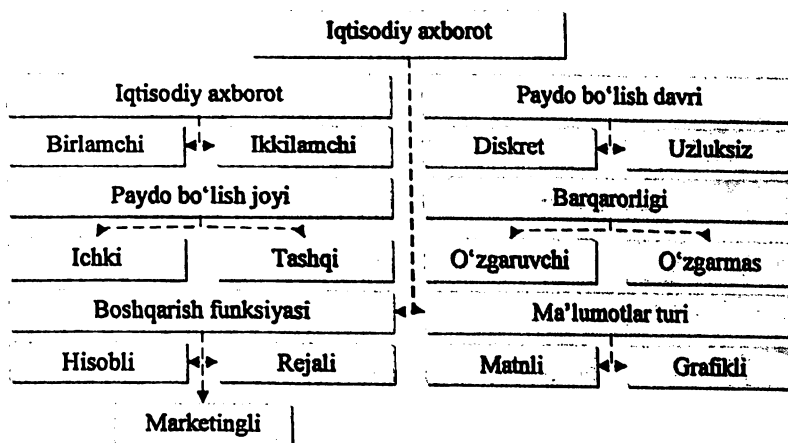 Iqtisodiy axborot
Iqtisodiy axborot
Paydo bo‘lish davri
Birlamchi
Ikkilamchi
Diskret
Uzluksiz
Paydo bo‘lish joyi
Barqarorligi
Ichki
Tashqi
O‘zgaruvchi
O‘zgarmas
Boshqarish funksiyasi
Ma’lumotlar turi
Hisobli
Rejali
Matnli
Grafikli
Marketingli